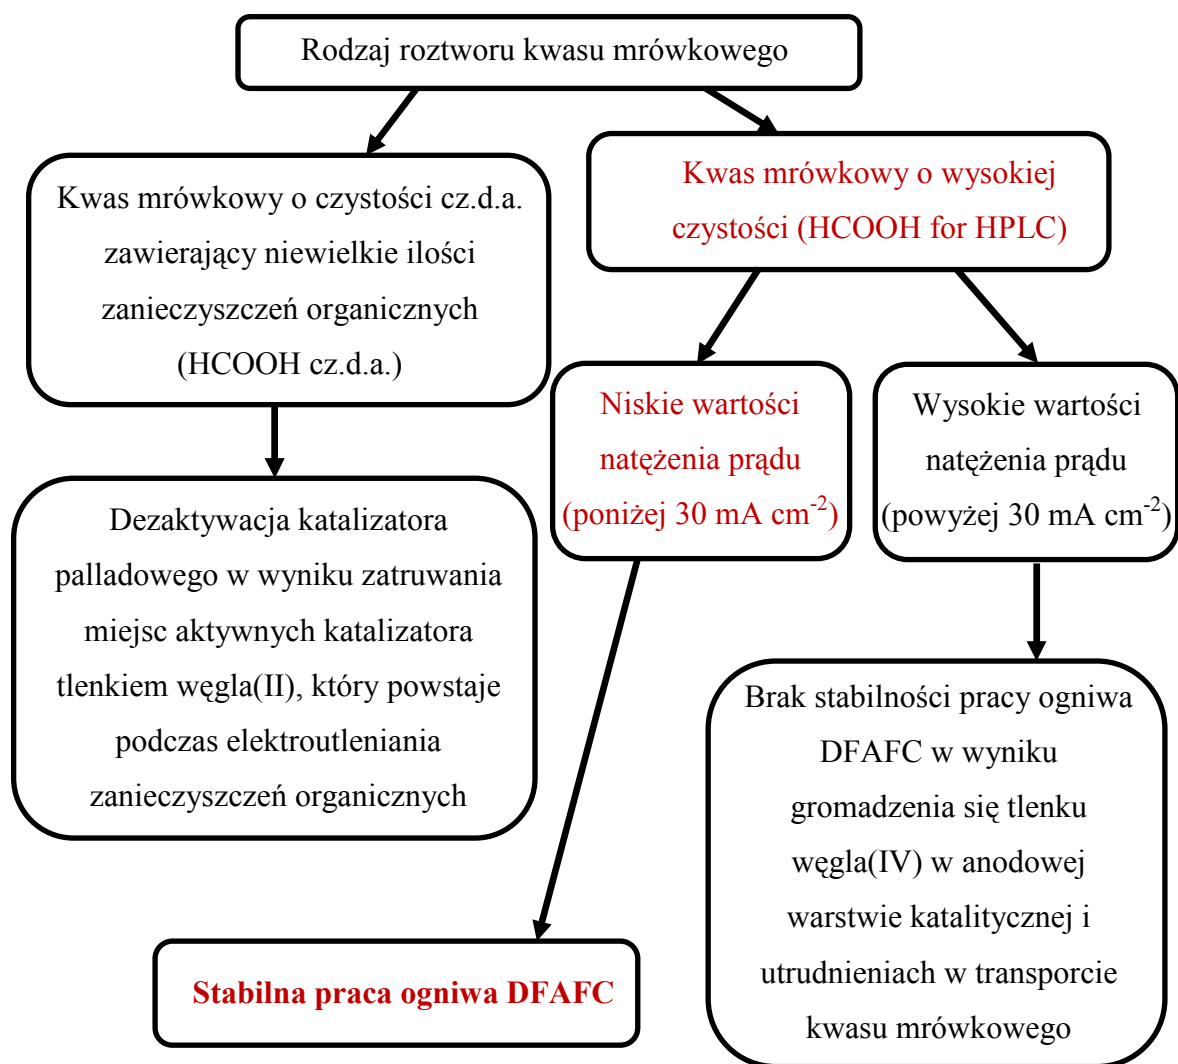 Rodzaj roztworu kwasu mrówkowego
Kwas mrówkowy o czystości cz.d.a.
zawierający niewielkie ilości
zanieczyszczeń organicznych
(HCOOH cz.d.a.)
Kwas mrówkowy o wysokiej
czystości (HCOOH for HPLC)
Niskie wartości
natężenia prądu
(poniżej 30 mA cm⁻²)
Wysokie wartości
natężenia prądu
(powyżej 30 mA cm⁻²)
Dezaktywacja katalizatora
palladowego w wyniku zatruwania
miejsc aktywnych katalizatora
tlenkiem węgla(II), który powstaje
podczas elektroutleniania
zanieczyszczeń organicznych
Brak stabilności pracy ogniwa
DFAFC w wyniku
gromadzenia się tlenku
węgla(IV) w anodowej
warstwie katalitycznej i
utrudnieniach w transporcie
kwasu mrówkowego
Stabilna praca ogniwa DFAFC